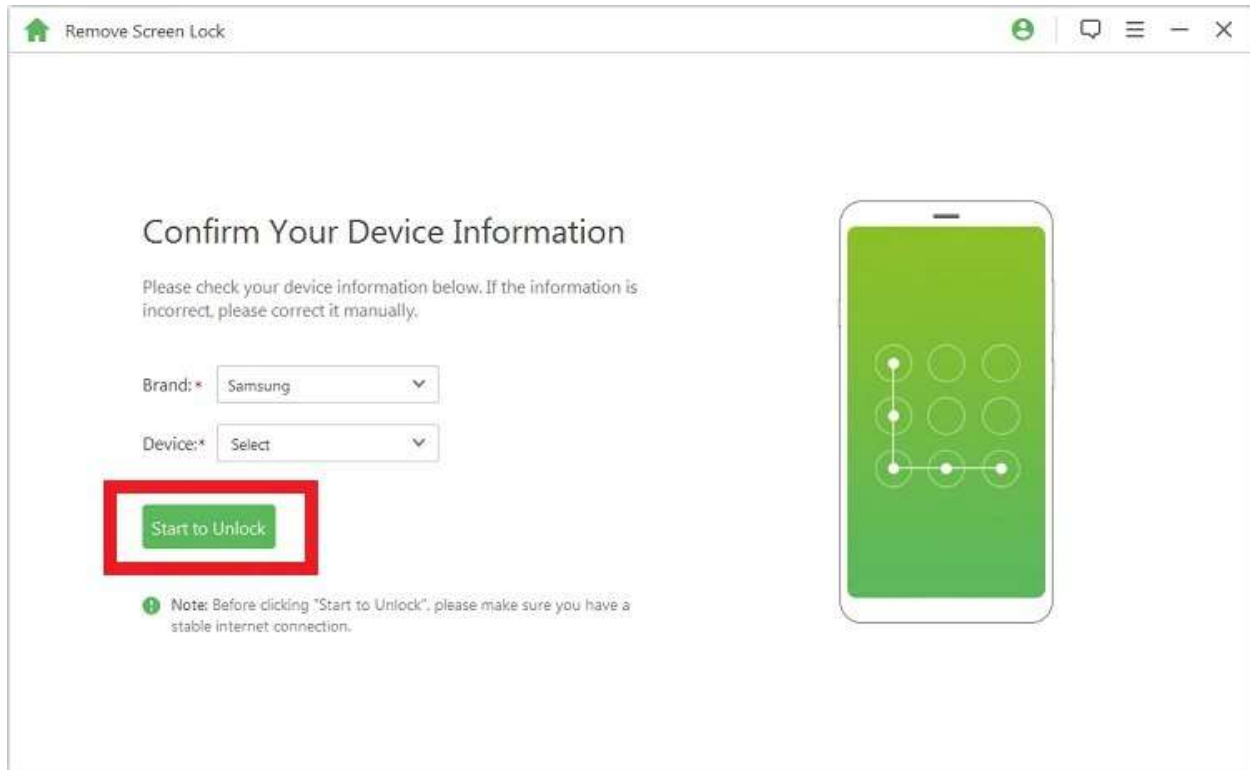 Remove Screen Lock
Confirm Your Device Information
Please check your device information below. If the information is
incorrect, please correct it manually.
Brand:* Samsung
Device:* Select
Start to Unlock
Note: Before clicking "Start to Unlock", please make sure you have a
stable internet connection.